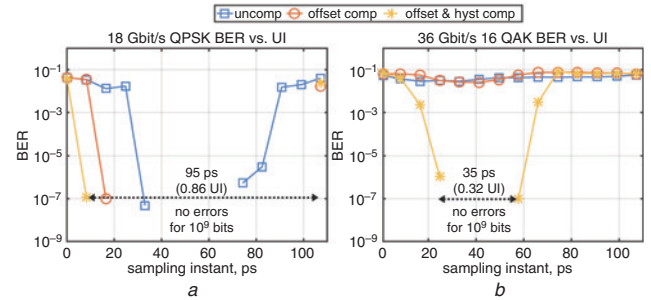 uncomp offset comp offset & hyst comp
18 Gbit/s QPSK BER vs. UI
10⁻¹
10⁻³
10⁻⁵
10⁻⁷
10⁻⁹
BER
95 ps
(0.86 UI)
no errors
for 10⁹ bits
0 20 40 60 80 100
sampling instant, ps
a
36 Gbit/s 16 QAK BER vs. UI
10⁻¹
10⁻³
10⁻⁵
10⁻⁷
10⁻⁹
BER
35 ps
(0.32 UI)
no errors
for 10⁹ bits
0 20 40 60 80 100
sampling instant, ps
b